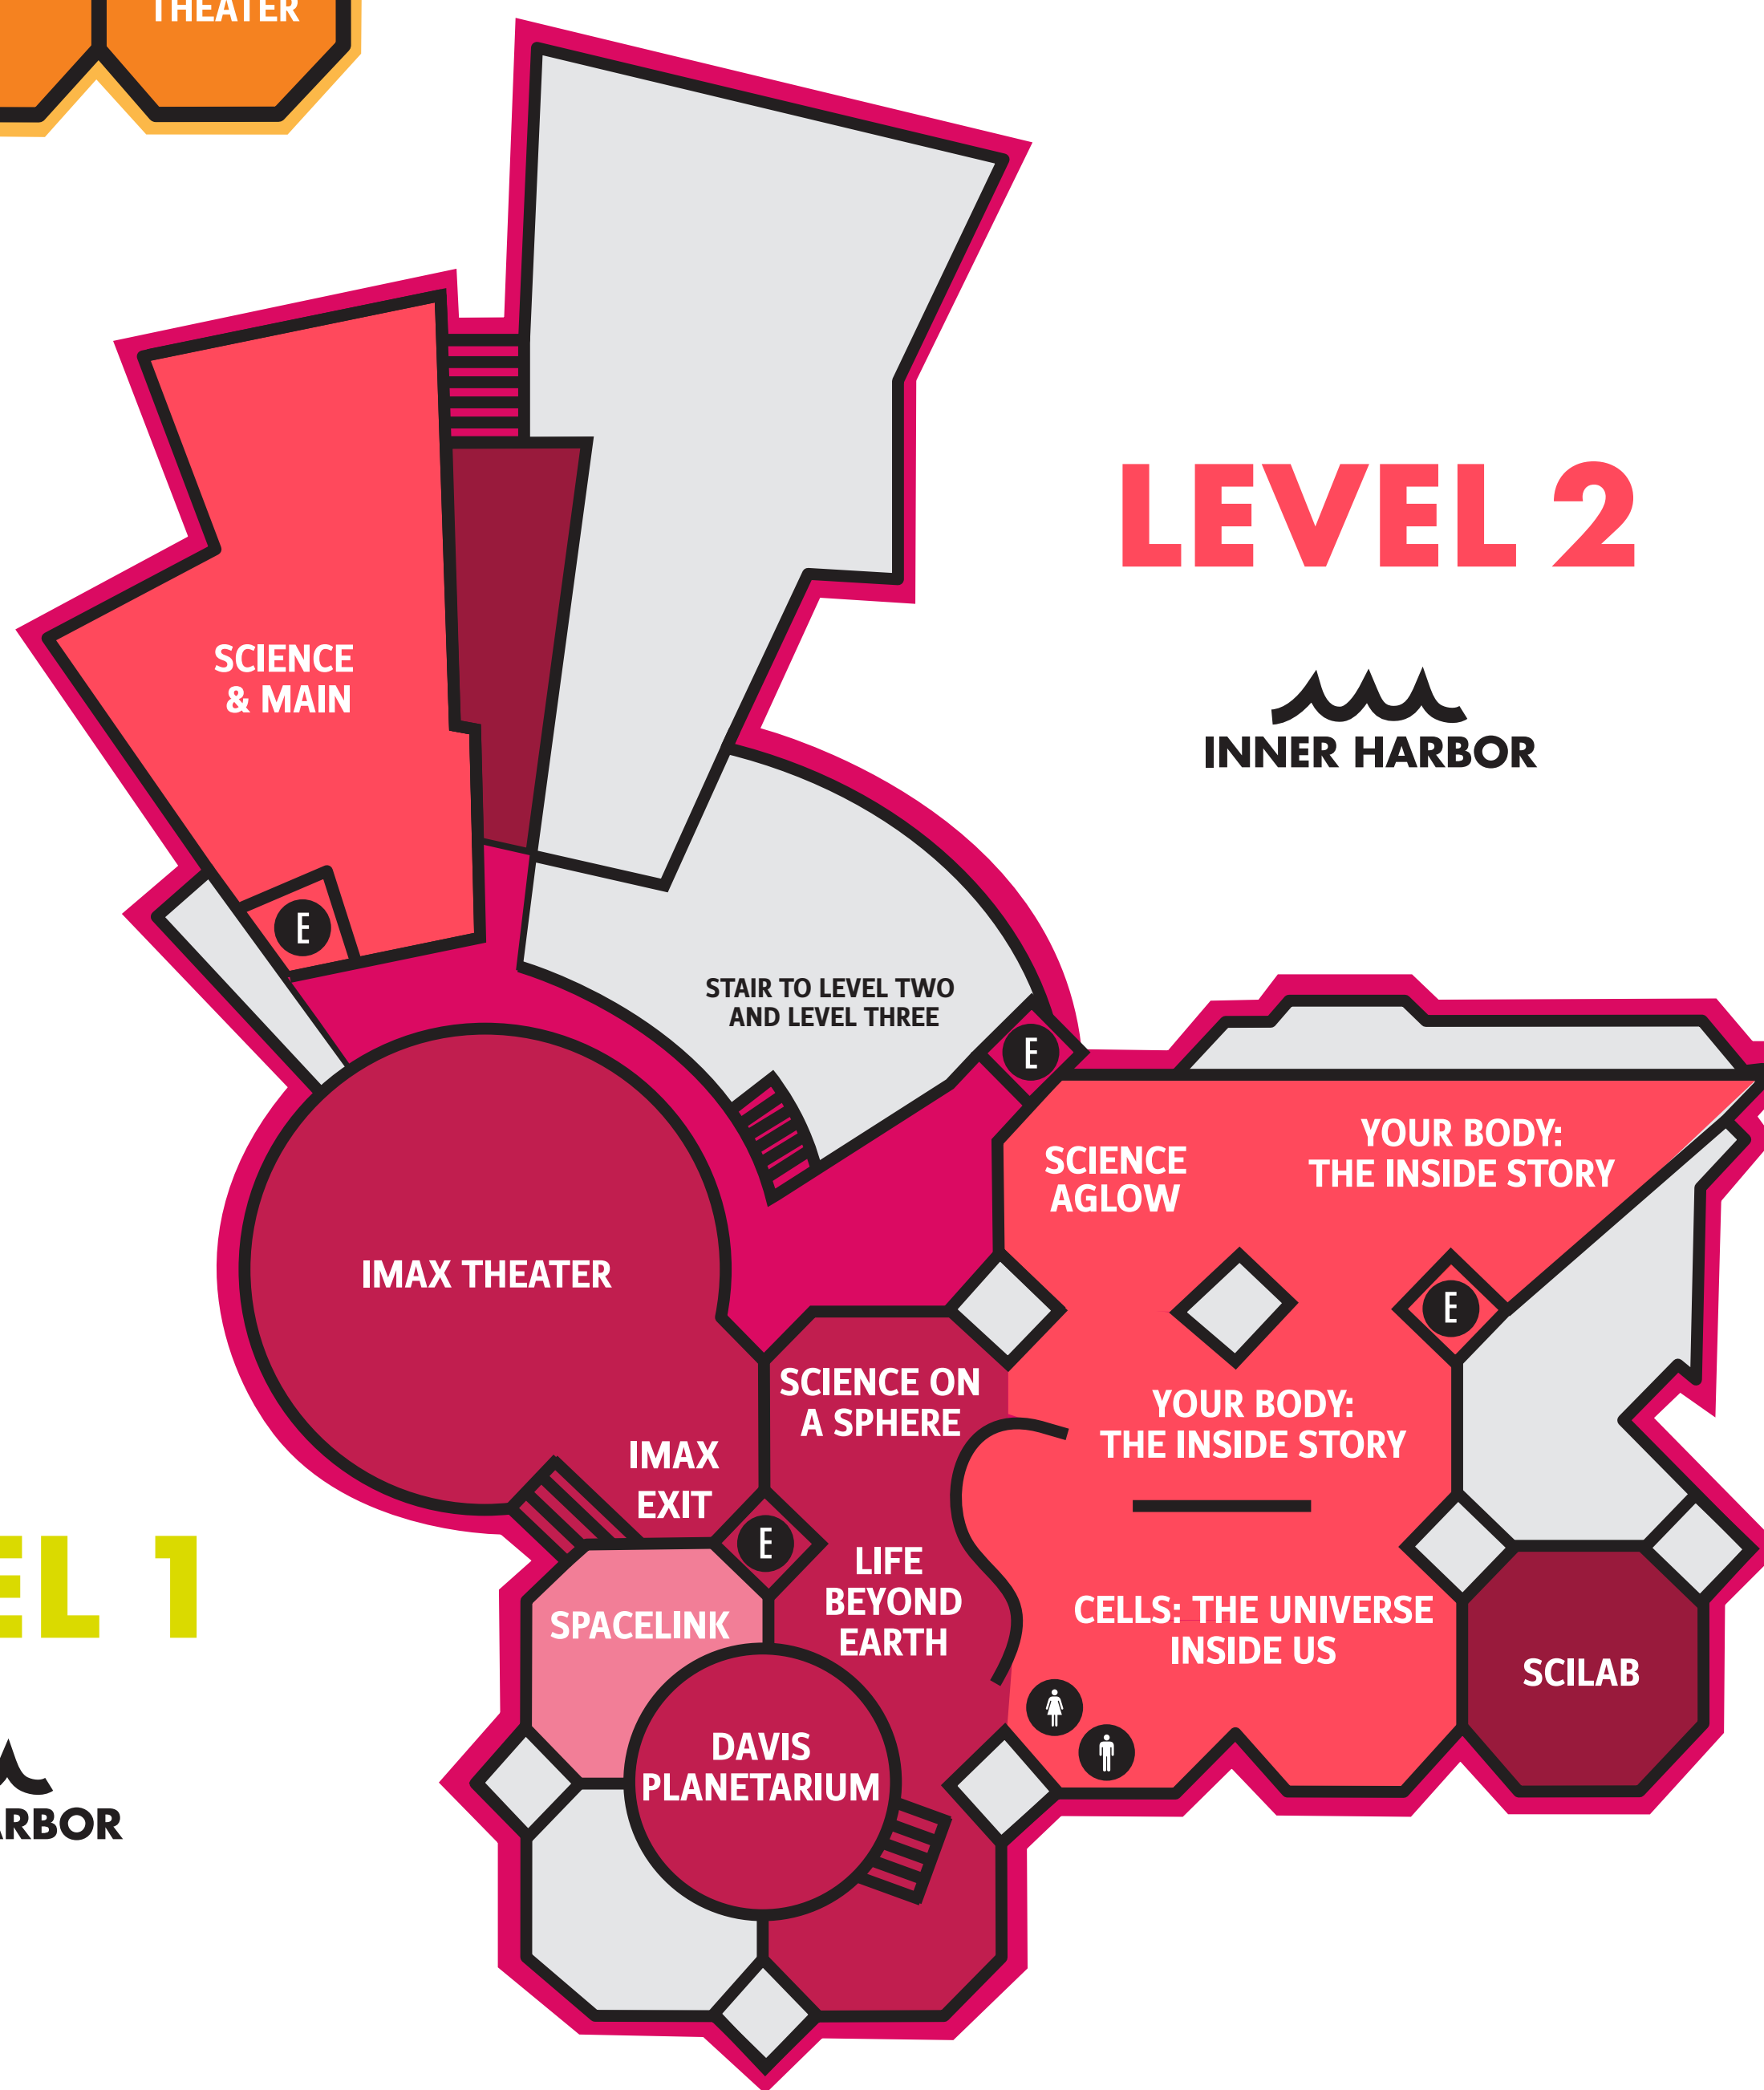 THEATER
LEVEL 2
INNER HARBOR
SCIENCE
& MAIN
E
STAIR TO LEVEL TWO
AND LEVEL THREE
E
SCIENCE
AGLOW
YOUR BODY:
THE INSIDE STORY
IMAX THEATER
E
SCIENCE ON
A SPHERE
YOUR BODY:
THE INSIDE STORY
IMAX
EXIT
E
LIFE
BEYOND
EARTH
SPACELINK
CELLS: THE UNIVERSE
INSIDE US
SCILAB
DAVIS
PLANETARIUM
EL 1
ARBOR